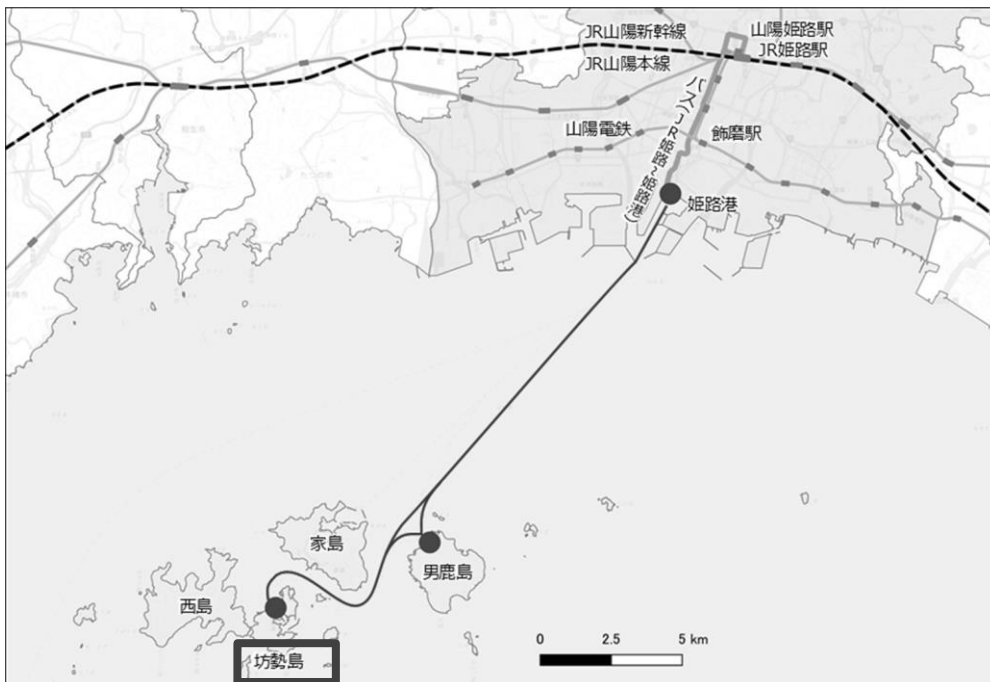 JR山陽新幹線
山陽姫路駅
JR山陽本線
JR姫路駅
バス(JR姫路~姫路港)
山陽電鉄
飾磨駅
姫路港
家島
男鹿島
西島
坊勢島
0 2.5 5 km